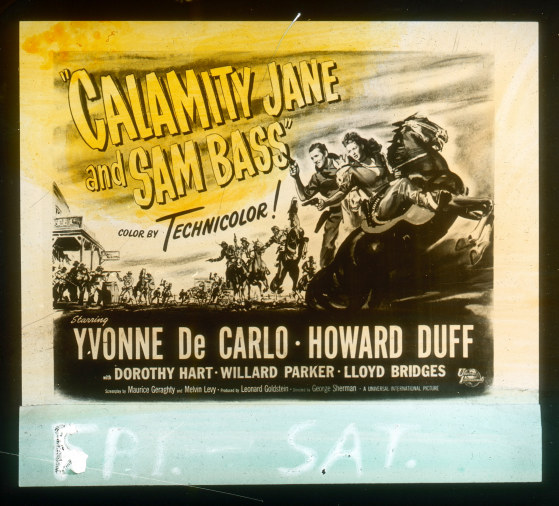 "CALAMITY JANE
and SAM BASS"
COLOR BY TECHNICOLOR!
Starring
YVONNE De CARLO · HOWARD DUFF
with DOROTHY HART · WILLARD PARKER · LLOYD BRIDGES
Screenplay by Maurice Geraghty and Melvin Levy · Produced by Leonard Goldstein · Directed by George Sherman · A UNIVERSAL INTERNATIONAL PICTURE
FRI. - SAT.